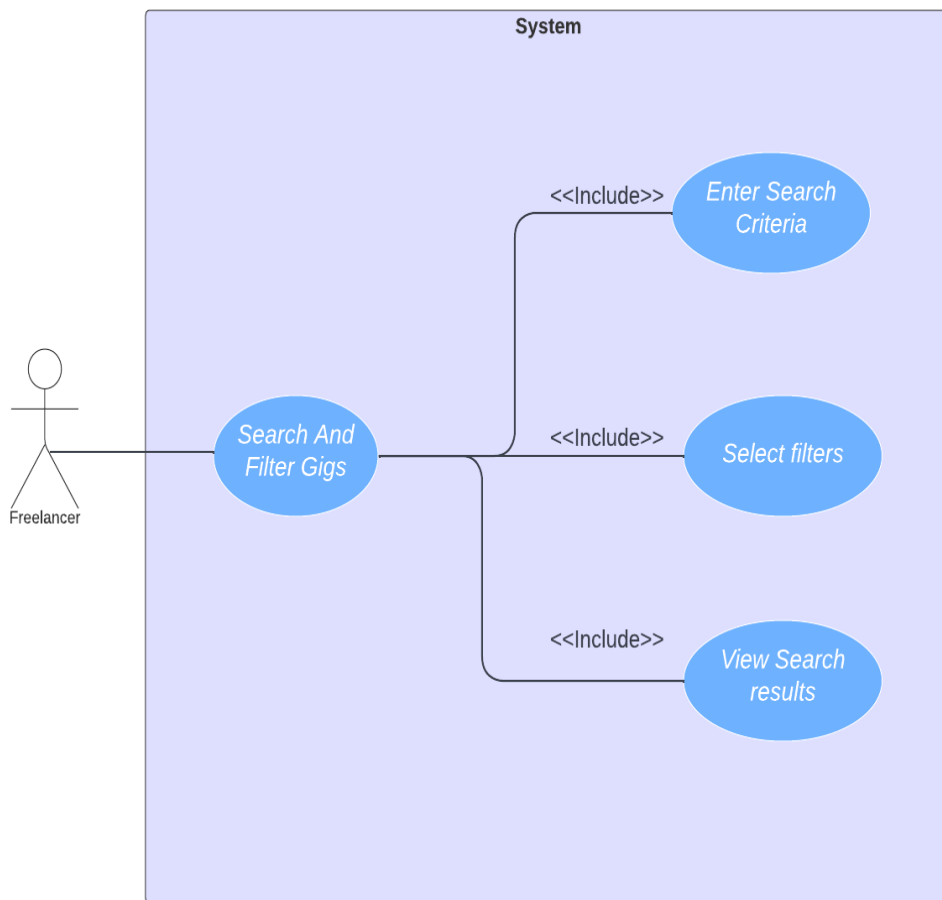 System
<<Include>>
Enter Search
Criteria
<<Include>>
Search And
Filter Gigs
Select filters
Freelancer
<<Include>>
View Search
results